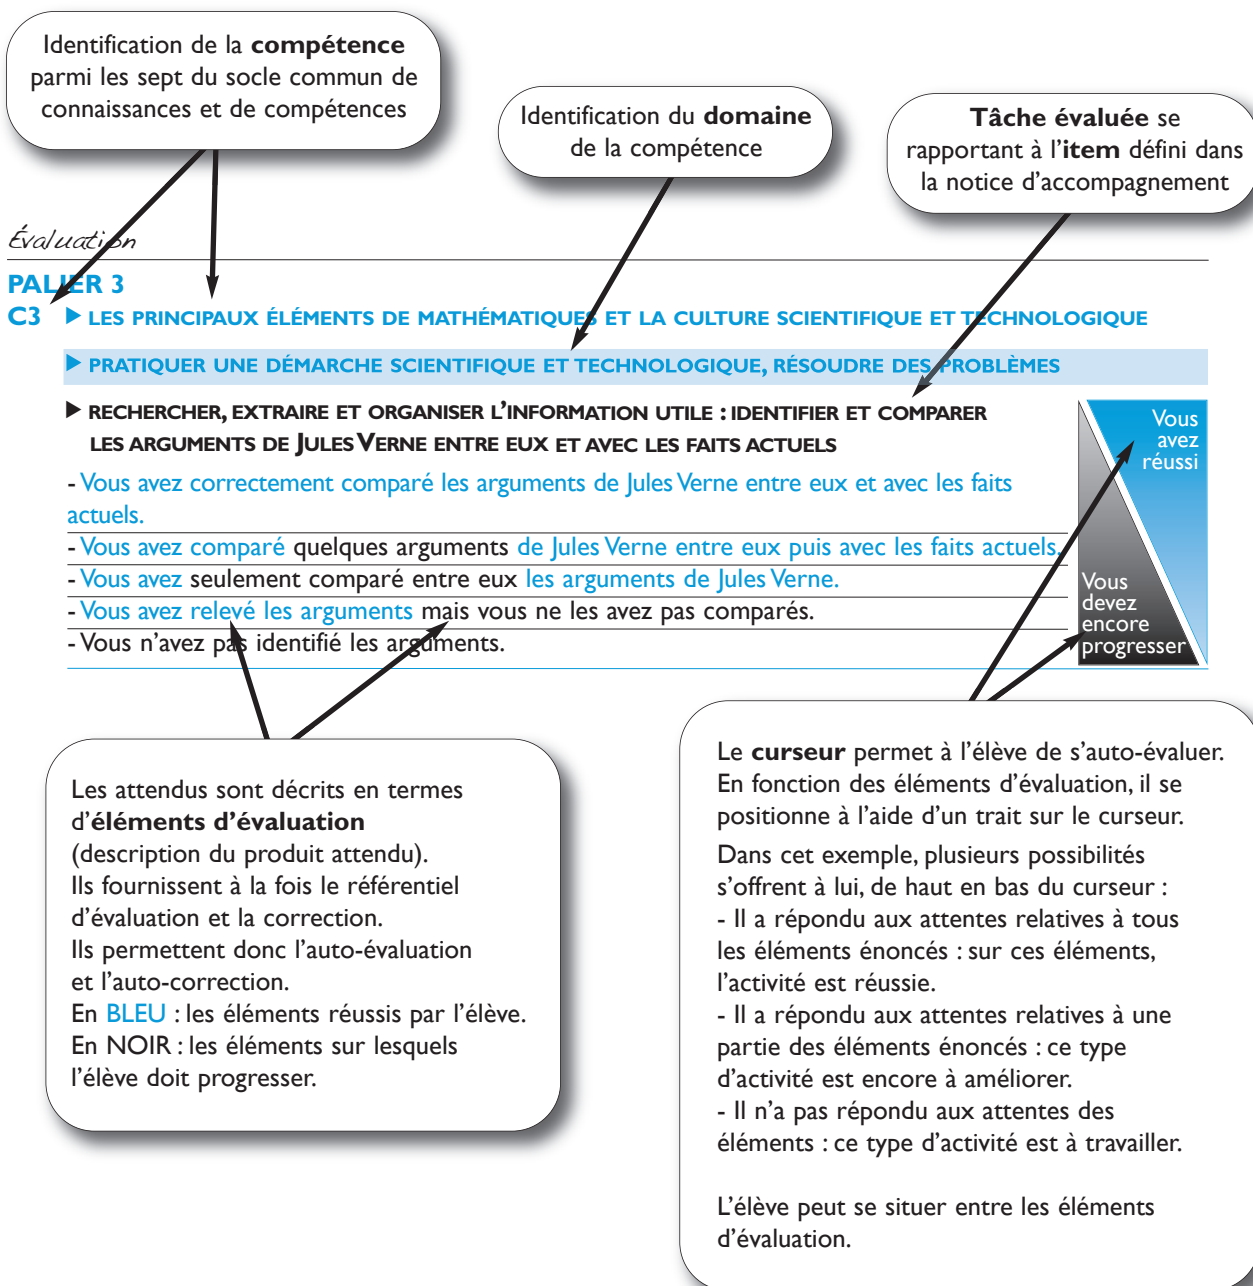 Identification de la compétence
parmi les sept du socle commun de
connaissances et de compétences
Identification du domaine
de la compétence
Tâche évaluée se
rapportant à l’item défini dans
la notice d’accompagnement
Évaluation
PALIER 3
C3 ▶ LES PRINCIPAUX ÉLÉMENTS DE MATHÉMATIQUES ET LA CULTURE SCIENTIFIQUE ET TECHNOLOGIQUE
▶ PRATIQUER UNE DÉMARCHE SCIENTIFIQUE ET TECHNOLOGIQUE, RÉSOUDRE DES PROBLÈMES
▶ RECHERCHER, EXTRAIRE ET ORGANISER L’INFORMATION UTILE : IDENTIFIER ET COMPARER
LES ARGUMENTS DE JULES VERNE ENTRE EUX ET AVEC LES FAITS ACTUELS
- Vous avez correctement comparé les arguments de Jules Verne entre eux et avec les faits
actuels.
- Vous avez comparé quelques arguments de Jules Verne entre eux puis avec les faits actuels.
- Vous avez seulement comparé entre eux les arguments de Jules Verne.
- Vous avez relevé les arguments mais vous ne les avez pas comparés.
- Vous n’avez pas identifié les arguments.
Vous
avez
réussi
Vous
devez
encore
progresser
Les attendus sont décrits en termes
d’éléments d’évaluation
(description du produit attendu).
Ils fournissent à la fois le référentiel
d’évaluation et la correction.
Ils permettent donc l’auto-évaluation
et l’auto-correction.
En BLEU : les éléments réussis par l’élève.
En NOIR : les éléments sur lesquels
l’élève doit progresser.
Le curseur permet à l’élève de s’auto-évaluer.
En fonction des éléments d’évaluation, il se
positionne à l’aide d’un trait sur le curseur.
Dans cet exemple, plusieurs possibilités
s’offrent à lui, de haut en bas du curseur :
- Il a répondu aux attentes relatives à tous
les éléments énoncés : sur ces éléments,
l’activité est réussie.
- Il a répondu aux attentes relatives à une
partie des éléments énoncés : ce type
d’activité est encore à améliorer.
- Il n’a pas répondu aux attentes des
éléments : ce type d’activité est à travailler.
L’élève peut se situer entre les éléments
d’évaluation.